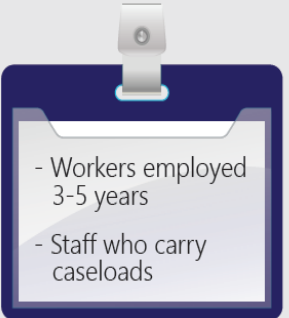 - Workers employed
3-5 years
- Staff who carry
caseloads